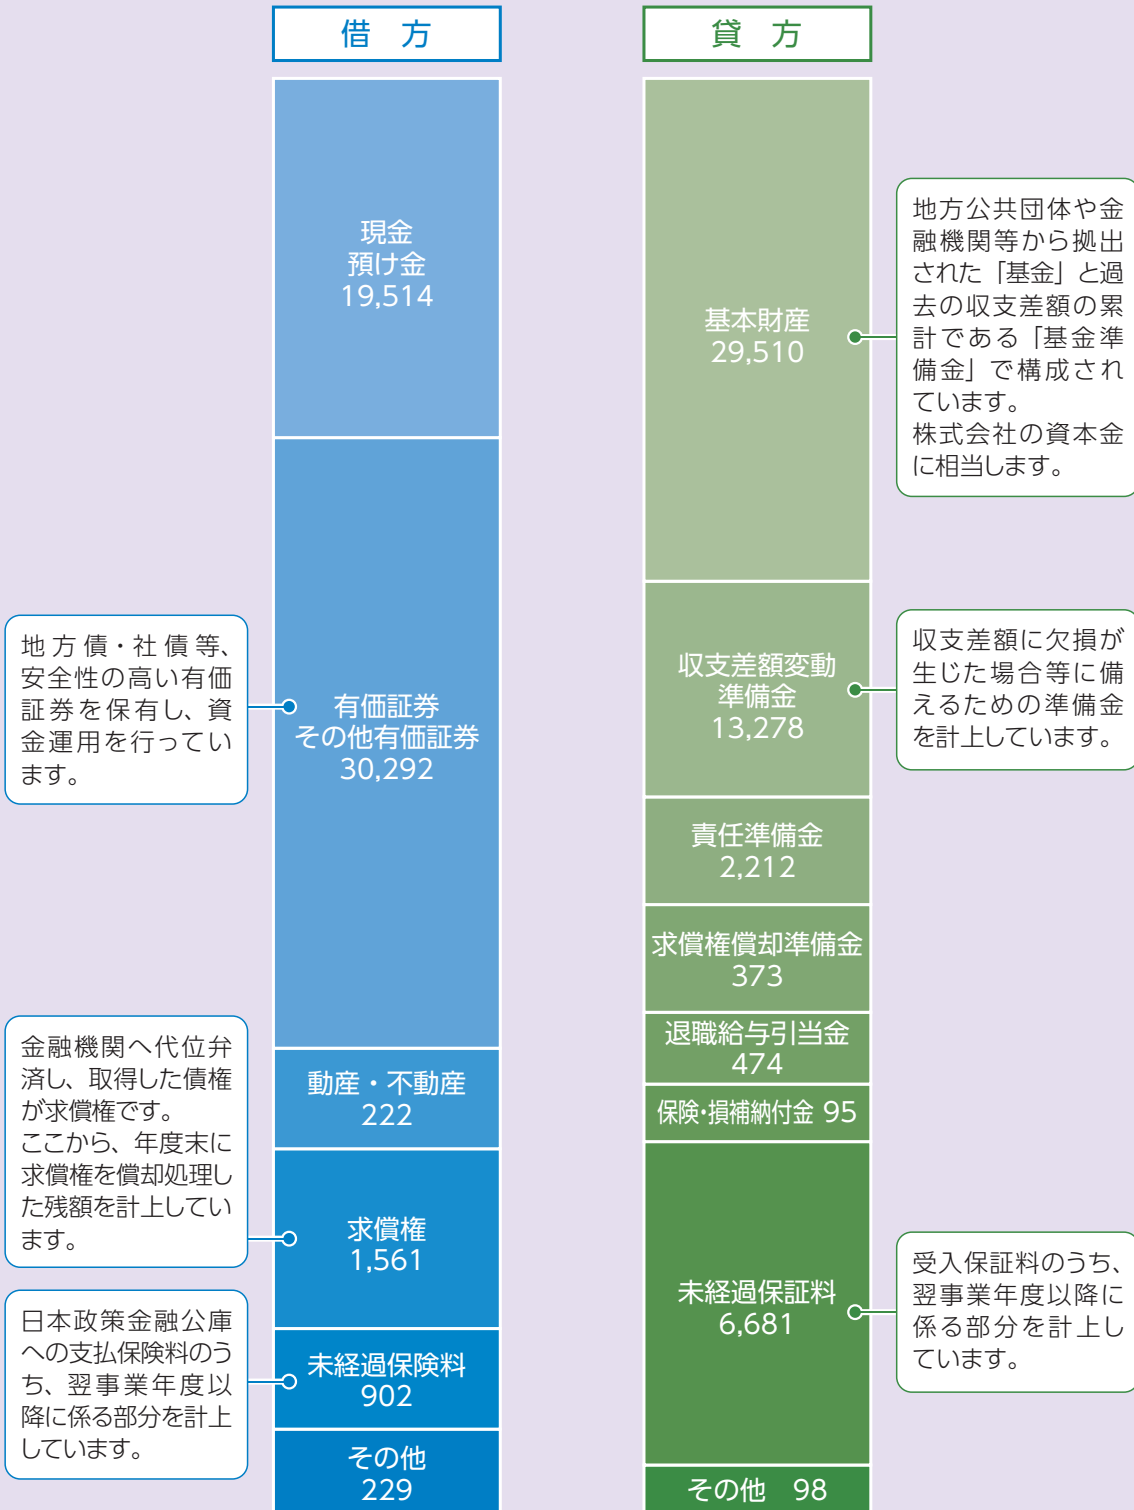 借 方
現金
預け金
19,514
有価証券
その他有価証券
30,292
動産・不動産
222
求償権
1,561
未経過保険料
902
その他
229
地方債・社債等、
安全性の高い有価
証券を保有し、資
金運用を行ってい
ます。
金融機関へ代位弁
済し、取得した債権
が求償権です。
ここから、年度末に
求償権を償却処理し
た残額を計上してい
ます。
日本政策金融公庫
への支払保険料のう
ち、翌事業年度以
降に係る部分を計上
しています。
貸 方
基本財産
29,510
収支差額変動
準備金
13,278
責任準備金
2,212
求償権償却準備金
373
退職給与引当金
474
保険・損補納付金 95
未経過保証料
6,681
その他 98
地方公共団体や金
融機関等から拠出
された「基金」と過
去の収支差額の累
計である「基金準
備金」で構成され
ています。
株式会社の資本金
に相当します。
収支差額に欠損が
生じた場合等に備
えるための準備金
を計上しています。
受入保証料のうち、
翌事業年度以降に
係る部分を計上し
ています。